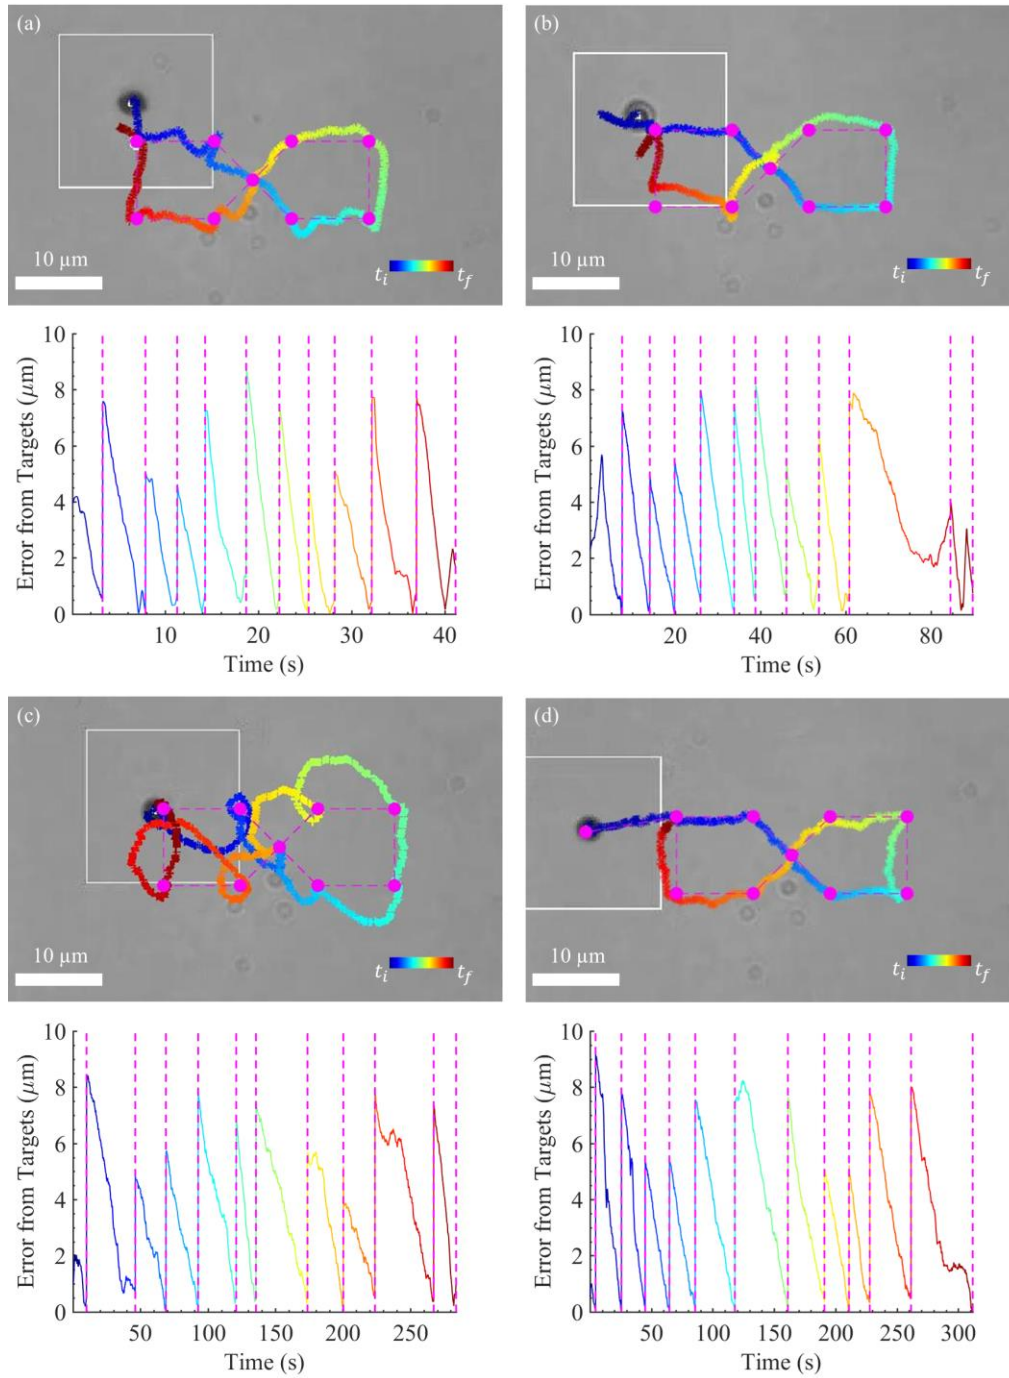 (a)
10 µm
t_i t_f
(b)
10 µm
t_i t_f
Error from Targets (µm)
10
8
6
4
2
0
10 20 30 40
Time (s)
Error from Targets (µm)
10
8
6
4
2
0
20 40 60 80
Time (s)
(c)
10 µm
t_i t_f
(d)
10 µm
t_i t_f
Error from Targets (µm)
10
8
6
4
2
0
50 100 150 200 250
Time (s)
Error from Targets (µm)
10
8
6
4
2
0
50 100 150 200 250 300
Time (s)